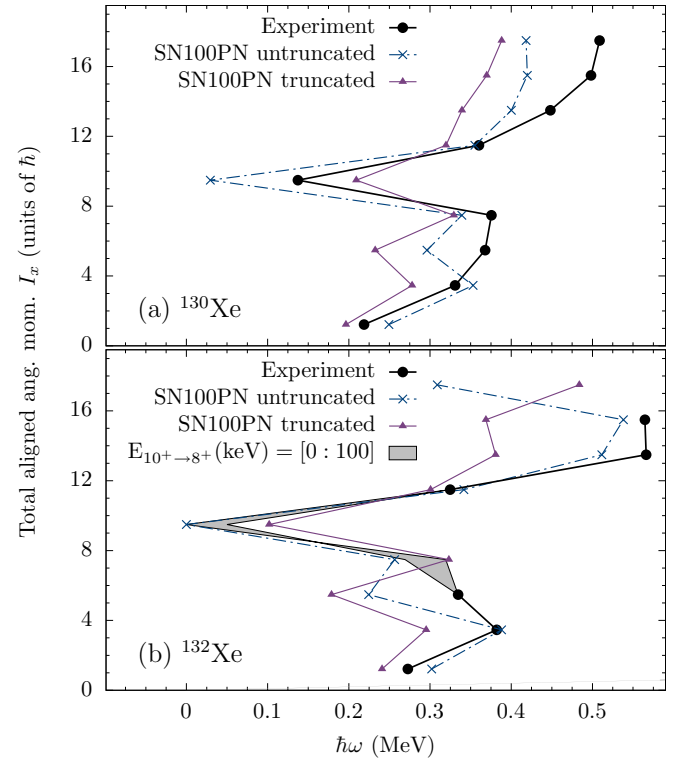 Total aligned ang. mom. Iₓ (units of ħ)
Experiment
SN100PN untruncated
SN100PN truncated
16
12
8
4
0
(a) ¹³⁰Xe
Experiment
SN100PN untruncated
SN100PN truncated
E₁₀⁺→₈⁺(keV) = [0 : 100]
16
12
8
4
0
(b) ¹³²Xe
0 0.1 0.2 0.3 0.4 0.5
ħω (MeV)